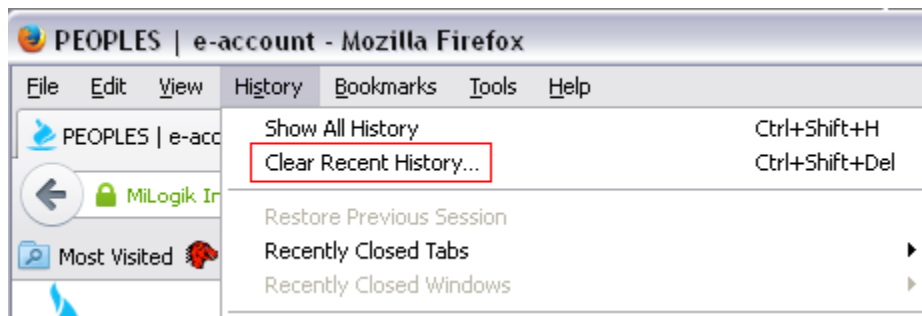 PEOPLES | e-account - Mozilla Firefox
File Edit View History Bookmarks Tools Help
PEOPLES | e-acc
Show All History Ctrl+Shift+H
Clear Recent History... Ctrl+Shift+Del
MiLogik In
Restore Previous Session
Most Visited
Recently Closed Tabs
Recently Closed Windows